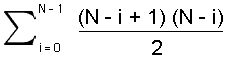 ∑ N - 1 i = 0 (N - i + 1) (N - i) / 2